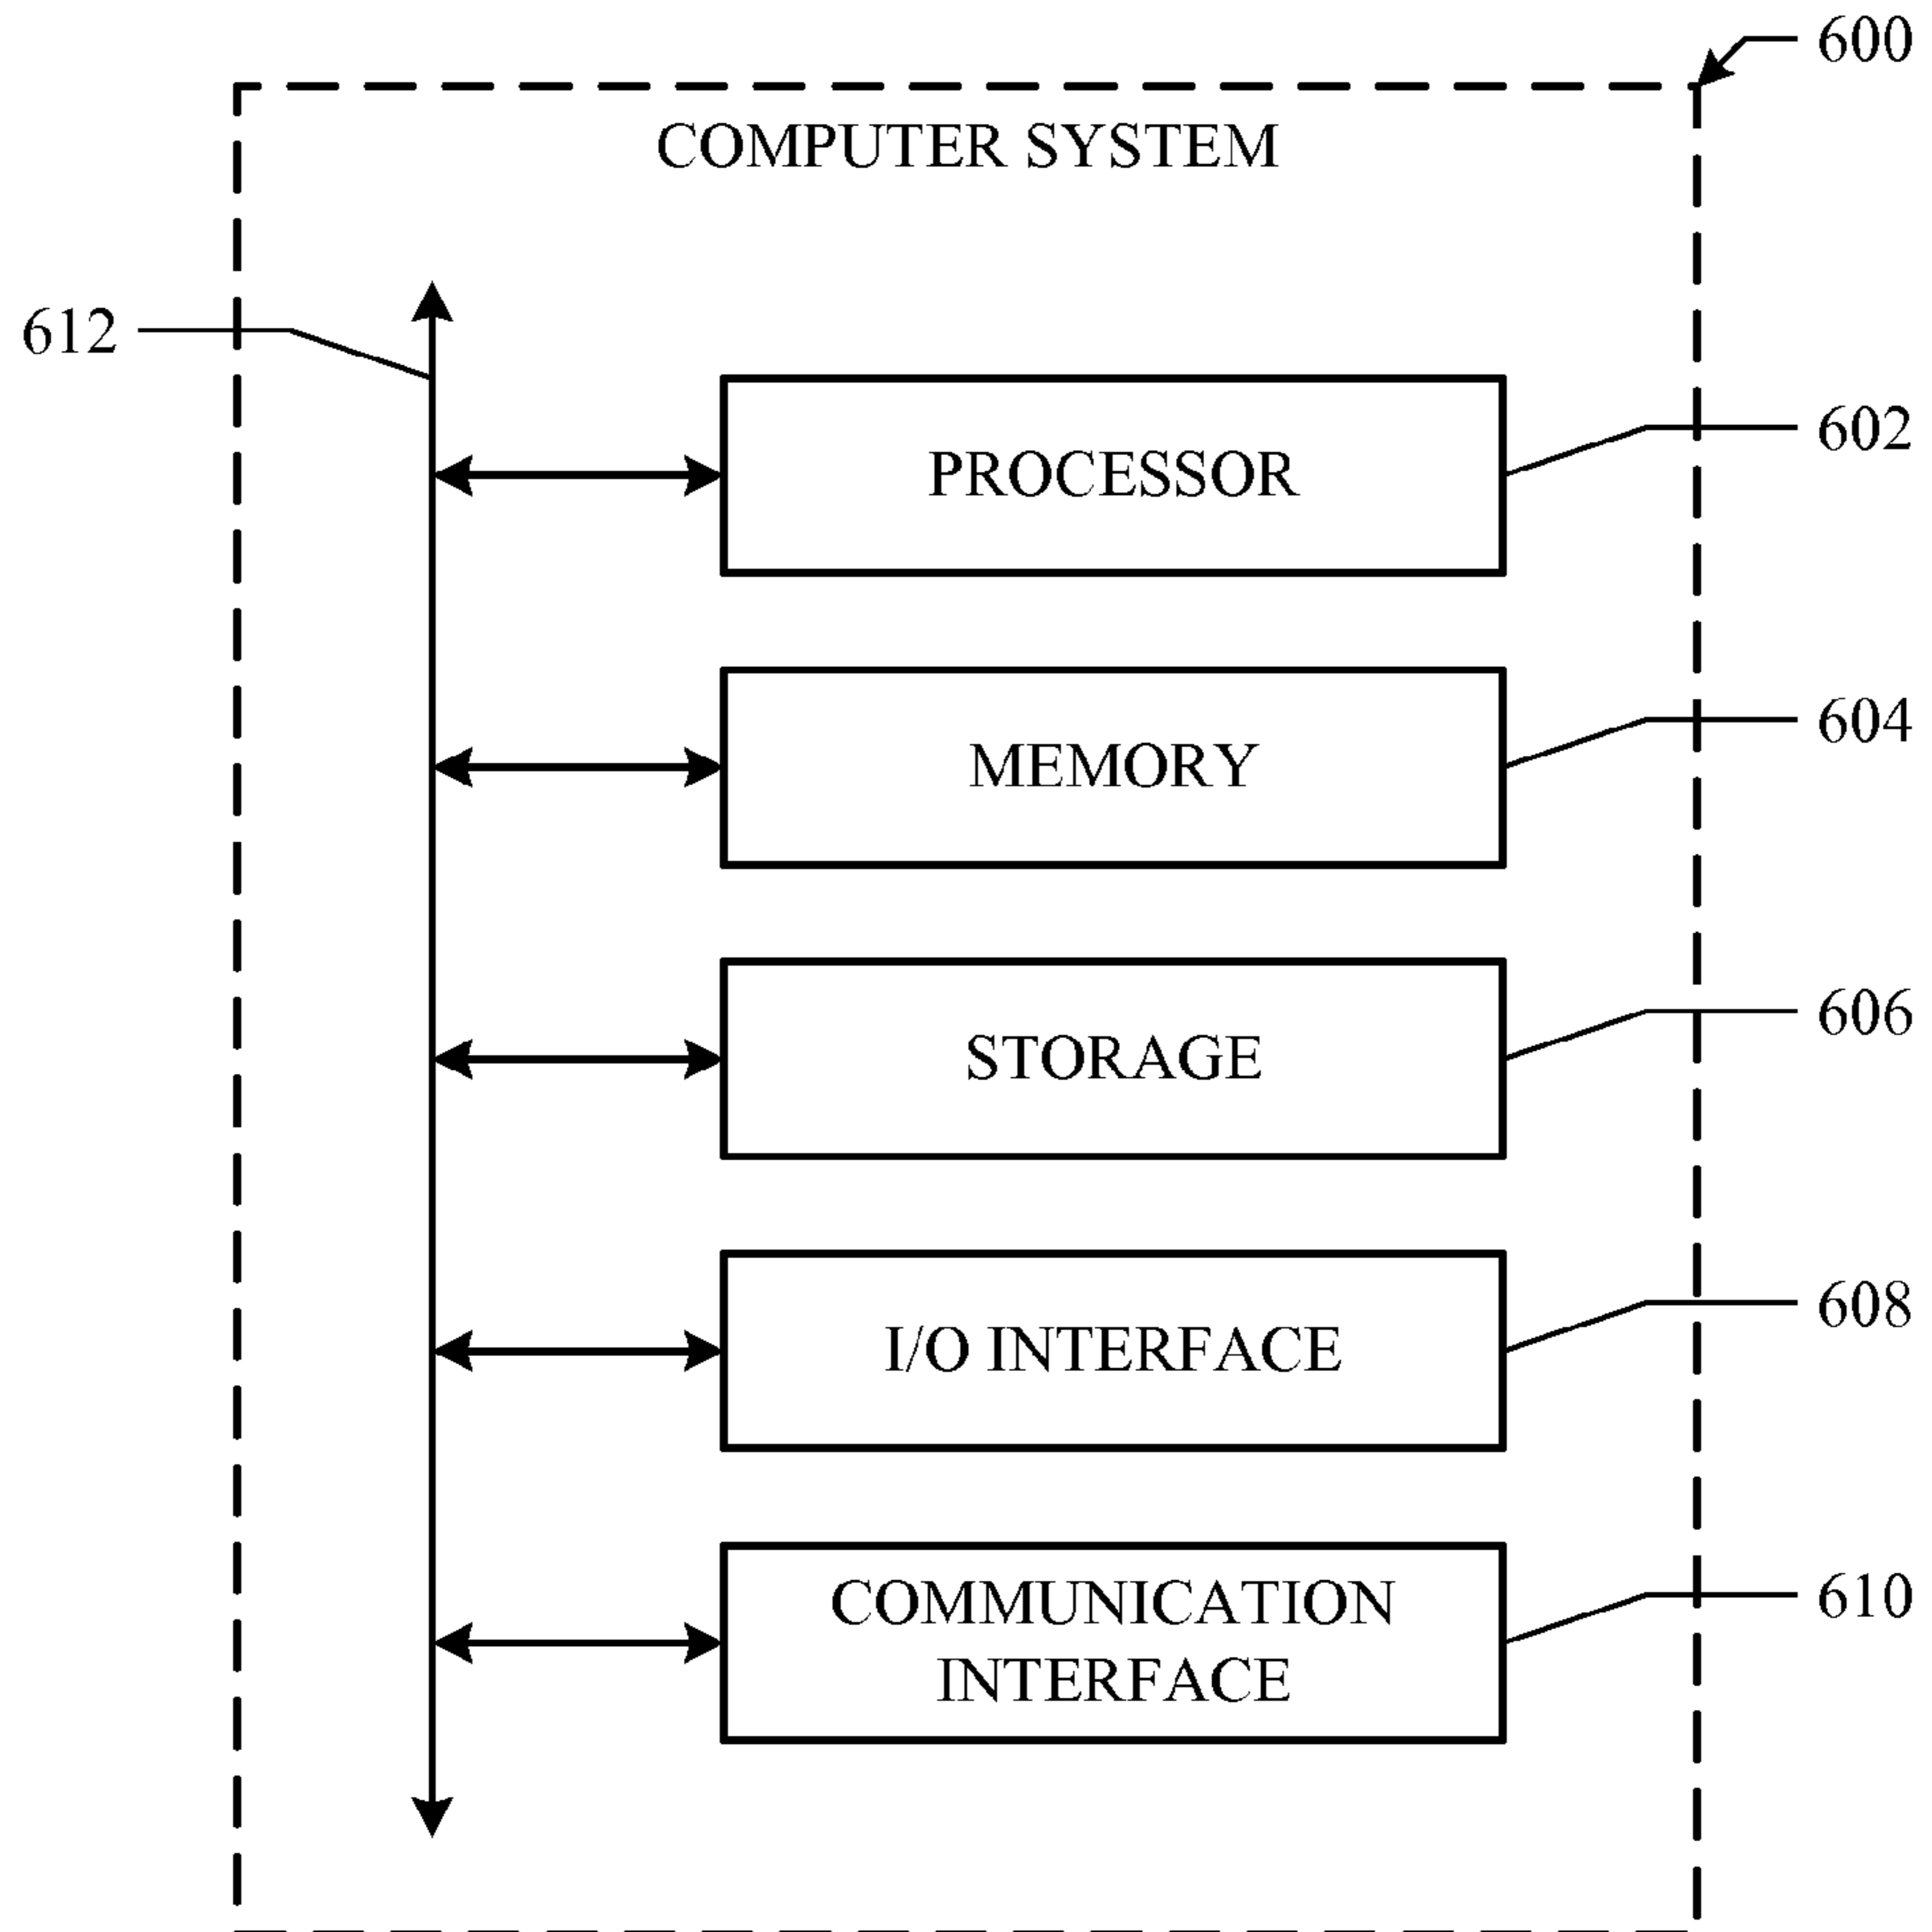 600
COMPUTER SYSTEM
612
602
PROCESSOR
604
MEMORY
606
STORAGE
608
I/O INTERFACE
610
COMMUNICATION
INTERFACE